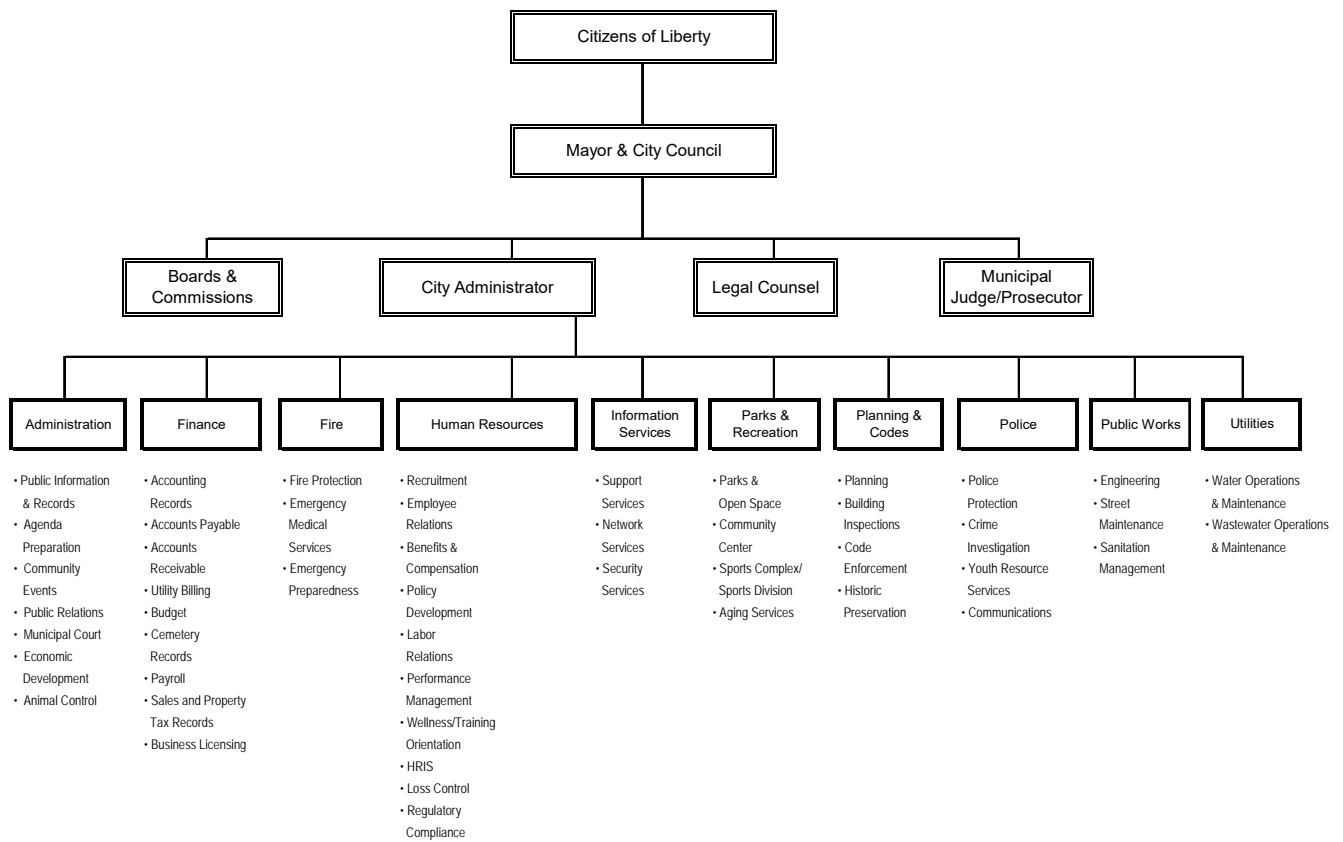 Citizens of Liberty
Mayor & City Council
Boards &
Commissions
City Administrator
Legal Counsel
Municipal
Judge/Prosecutor
Administration
Finance
Fire
Human Resources
Information
Services
Parks &
Recreation
Planning &
Codes
Police
Public Works
Utilities
• Public Information
& Records
• Agenda
Preparation
• Community
Events
• Public Relations
• Municipal Court
• Economic
Development
• Animal Control
• Accounting
Records
• Accounts Payable
• Accounts
Receivable
• Utility Billing
• Budget
• Cemetery
Records
• Payroll
• Sales and Property
Tax Records
• Business Licensing
• Fire Protection
• Emergency
Medical
Services
• Emergency
Preparedness
• Recruitment
• Employee
Relations
• Benefits &
Compensation
• Policy
Development
• Labor
Relations
• Performance
Management
• Wellness/Training
Orientation
• HRIS
• Loss Control
• Regulatory
Compliance
• Support
Services
• Network
Services
• Security
Services
• Parks &
Open Space
• Community
Center
• Sports Complex/
Sports Division
• Aging Services
• Planning
• Building
Inspections
• Code
Enforcement
• Historic
Preservation
• Police
Protection
• Crime
Investigation
• Youth Resource
Services
• Communications
• Engineering
• Street
Maintenance
• Sanitation
Management
• Water Operations
& Maintenance
• Wastewater Operations
& Maintenance